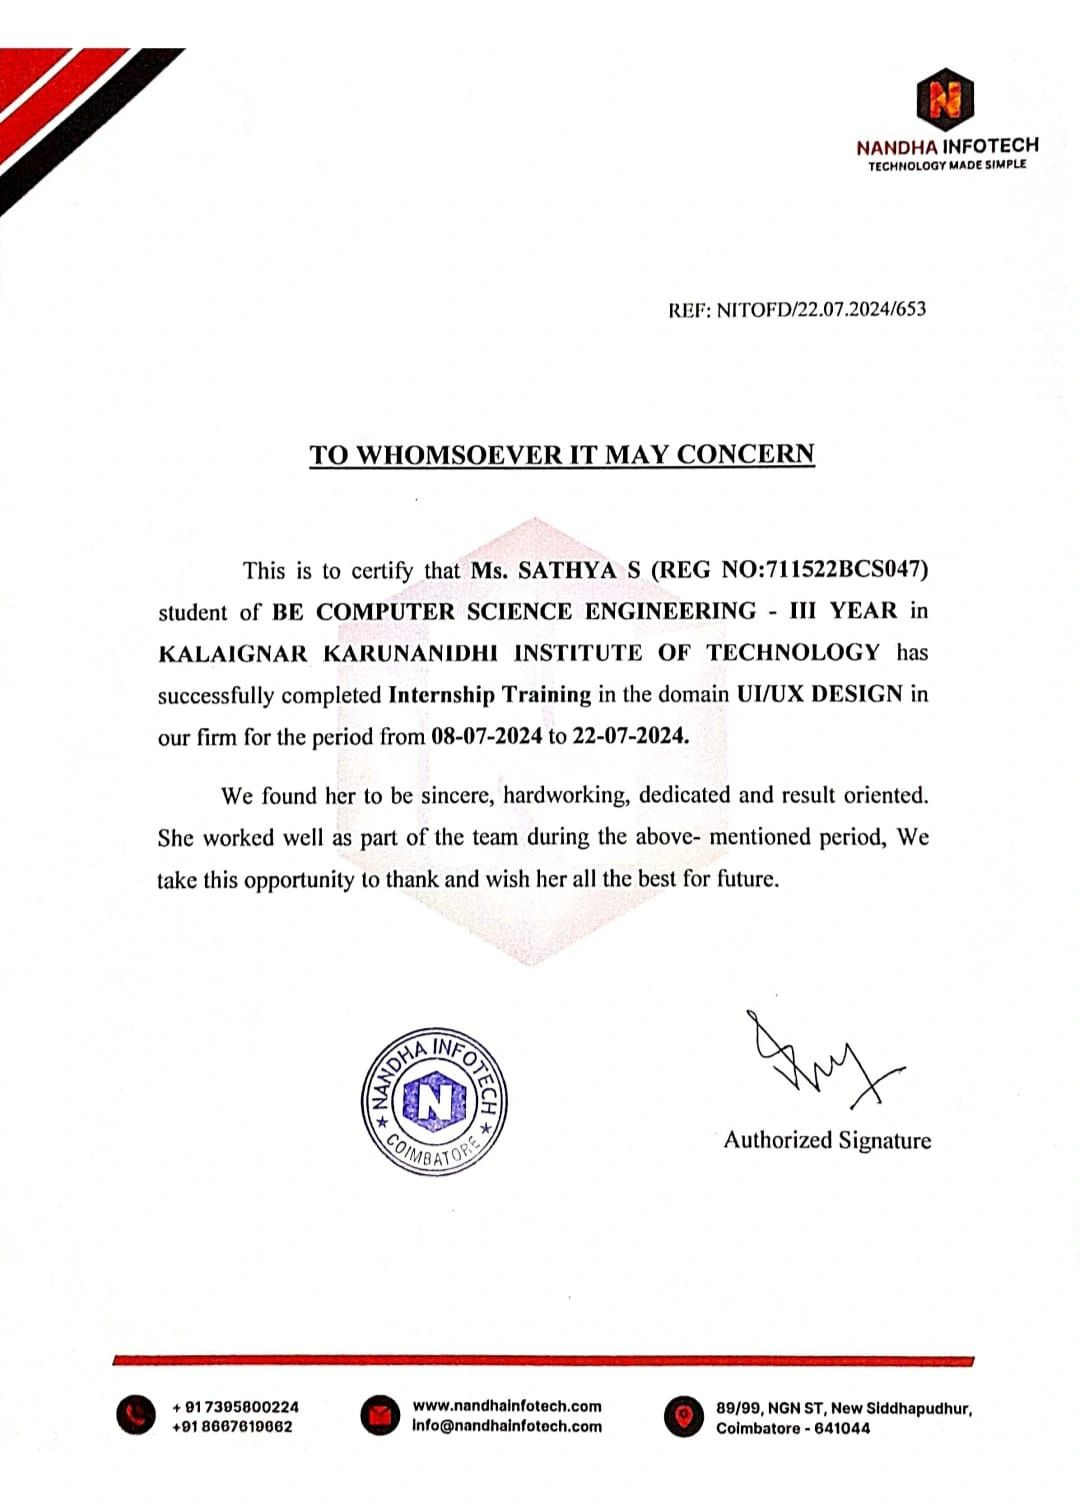 N
NANDHA INFOTECH
TECHNOLOGY MADE SIMPLE
REF: NITOFD/22.07.2024/653
TO WHOMSOEVER IT MAY CONCERN
This is to certify that Ms. SATHYA S (REG NO:711522BCS047)
student of BE COMPUTER SCIENCE ENGINEERING - III YEAR in
KALAIGNAR KARUNANIDHI INSTITUTE OF TECHNOLOGY has
successfully completed Internship Training in the domain UI/UX DESIGN in
our firm for the period from 08-07-2024 to 22-07-2024.
We found her to be sincere, hardworking, dedicated and result oriented.
She worked well as part of the team during the above- mentioned period, We
take this opportunity to thank and wish her all the best for future.
NANDHA INFOTECH
N
COIMBATORE
Authorized Signature
+ 91 7395800224
+91 8667619662
www.nandhainfotech.com
info@nandhainfotech.com
89/99, NGN ST, New Siddhapudhur,
Coimbatore - 641044